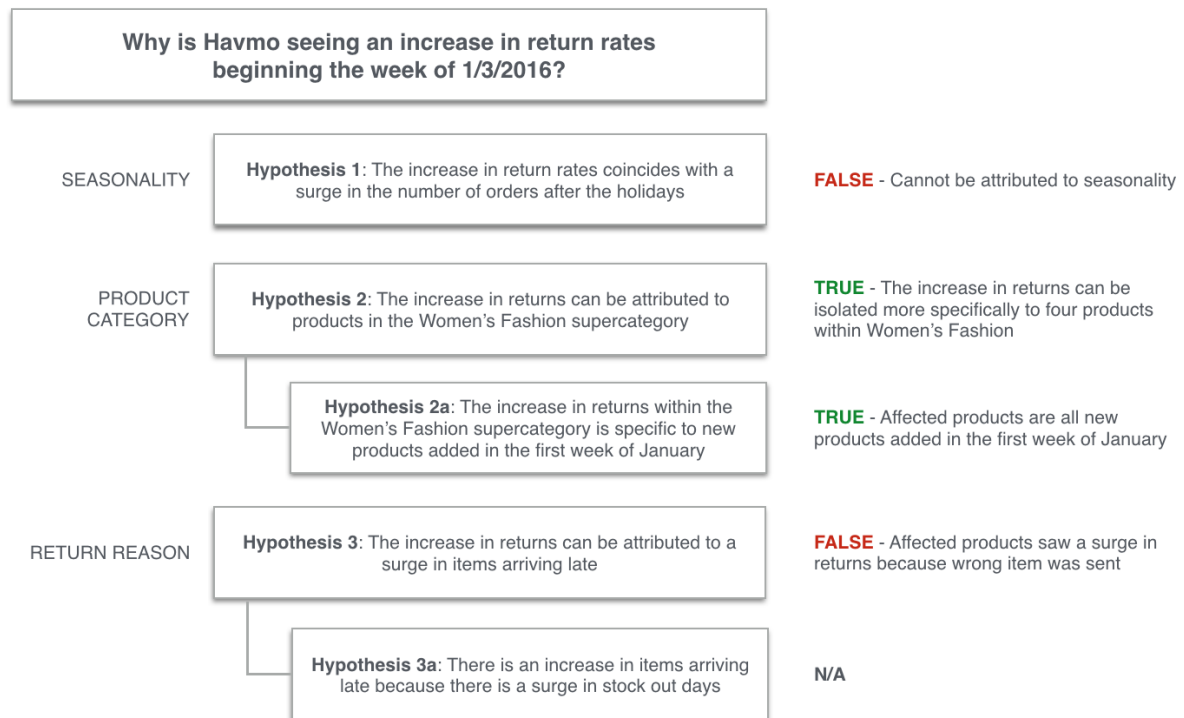 Why is Havmo seeing an increase in return rates
beginning the week of 1/3/2016?
SEASONALITY
Hypothesis 1: The increase in return rates coincides with a
surge in the number of orders after the holidays
FALSE - Cannot be attributed to seasonality
PRODUCT
CATEGORY
Hypothesis 2: The increase in returns can be attributed to
products in the Women's Fashion supercategory
TRUE - The increase in returns can be
isolated more specifically to four products
within Women's Fashion
Hypothesis 2a: The increase in returns within the
Women's Fashion supercategory is specific to new
products added in the first week of January
TRUE - Affected products are all new
products added in the first week of January
RETURN REASON
Hypothesis 3: The increase in returns can be attributed to a
surge in items arriving late
FALSE - Affected products saw a surge in
returns because wrong item was sent
Hypothesis 3a: There is an increase in items arriving
late because there is a surge in stock out days
N/A